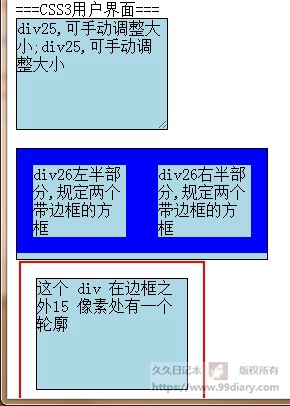 ===CSS3用户界面===
div25,可手动调整大
小;div25,可手动调
整大小
div26左半部
分,规定两个
带边框的方
框
div26右半部
分,规定两个
带边框的方
框
这个 div 在边框之
外15 像素处有一个
轮廓
久久日记本 版权所有
https://www.99diary.com